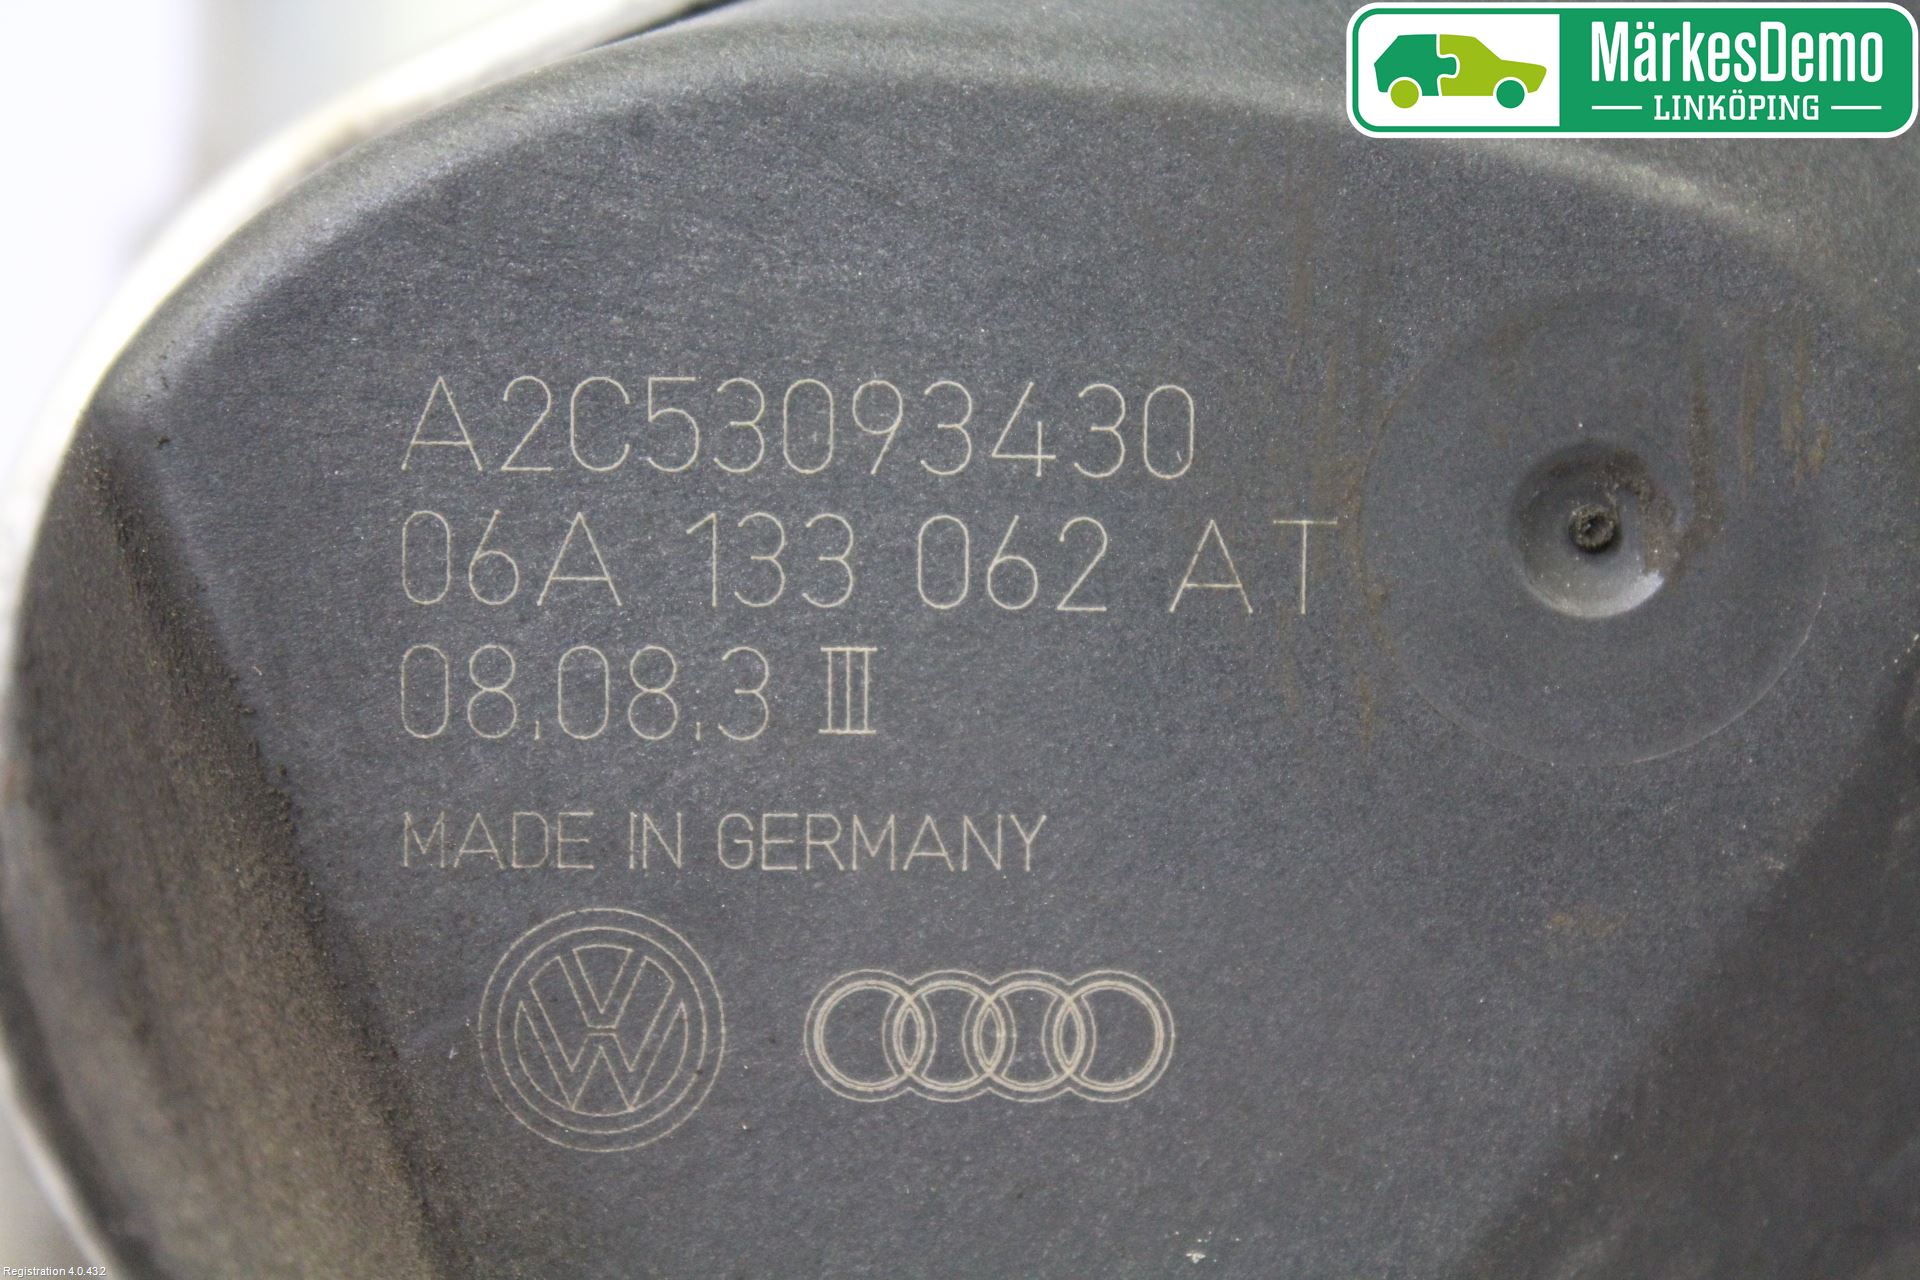 MärkesDemo
LINKÖPING
A2C53093430
06A 133 062 AT
08.08.3 III
MADE IN GERMANY
Registration 4.0.432